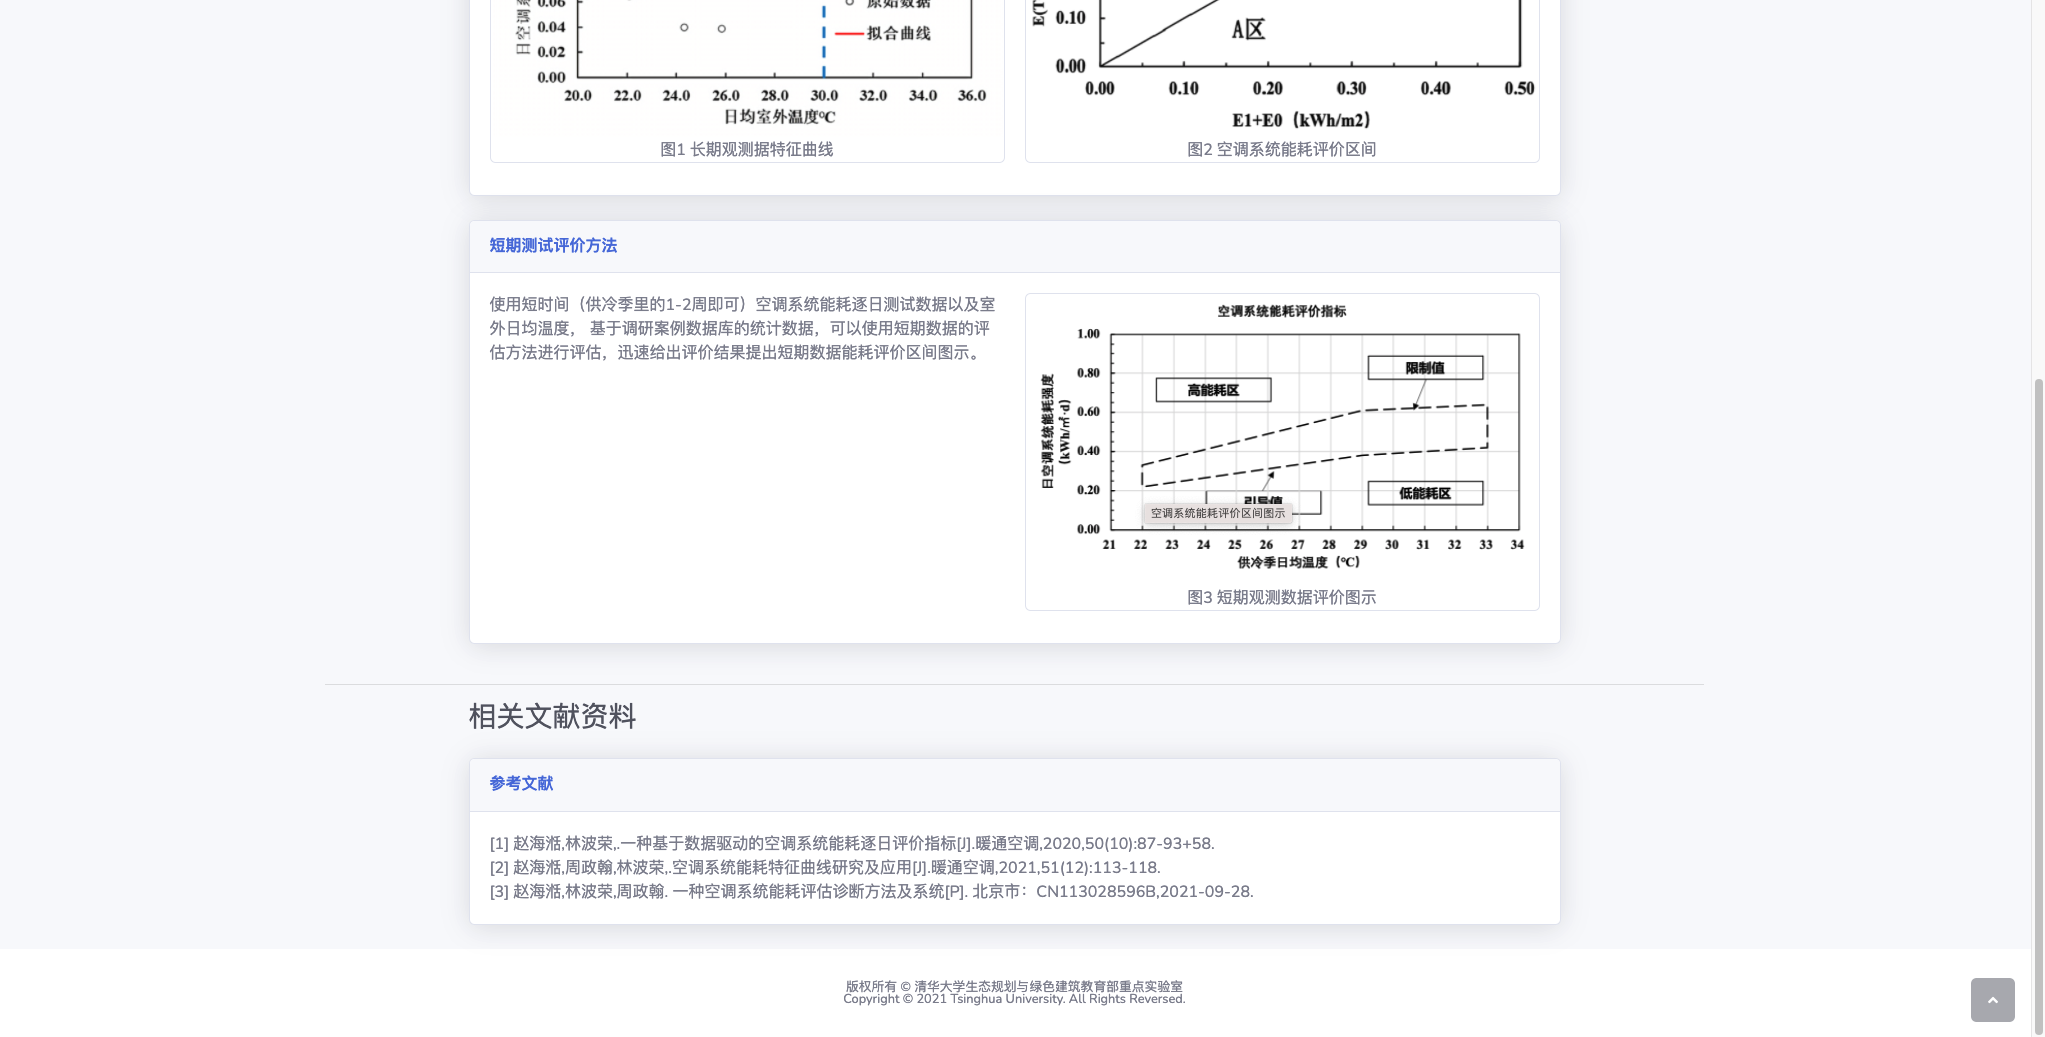 日空调系
0.06
0.04
0.02
0.00
原始数据
拟合曲线
20.0 22.0 24.0 26.0 28.0 30.0 32.0 34.0 36.0
日均室外温度℃
图1 长期观测据特征曲线
E(T
0.10
0.00
A区
0.00 0.10 0.20 0.30 0.40 0.50
E1+E0（kWh/m2）
图2 空调系统能耗评价区间
短期测试评价方法
使用短时间（供冷季里的1-2周即可）空调系统能耗逐日测试数据以及室
外日均温度， 基于调研案例数据库的统计数据，可以使用短期数据的评
估方法进行评估，迅速给出评价结果提出短期数据能耗评价区间图示。
空调系统能耗评价指标
日空调系统能耗强度
（kWh/㎡·d）
1.00
0.80
0.60
0.40
0.20
0.00
高能耗区
限制值
引导值
低能耗区
空调系统能耗评价区间图示
21 22 23 24 25 26 27 28 29 30 31 32 33 34
供冷季日均温度（℃）
图3 短期观测数据评价图示
相关文献资料
参考文献
[1] 赵海湉,林波荣,.一种基于数据驱动的空调系统能耗逐日评价指标[J].暖通空调,2020,50(10):87-93+58.
[2] 赵海湉,周政翰,林波荣,.空调系统能耗特征曲线研究及应用[J].暖通空调,2021,51(12):113-118.
[3] 赵海湉,林波荣,周政翰. 一种空调系统能耗评估诊断方法及系统[P]. 北京市：CN113028596B,2021-09-28.
版权所有 © 清华大学生态规划与绿色建筑教育部重点实验室
Copyright © 2021 Tsinghua University. All Rights Reversed.